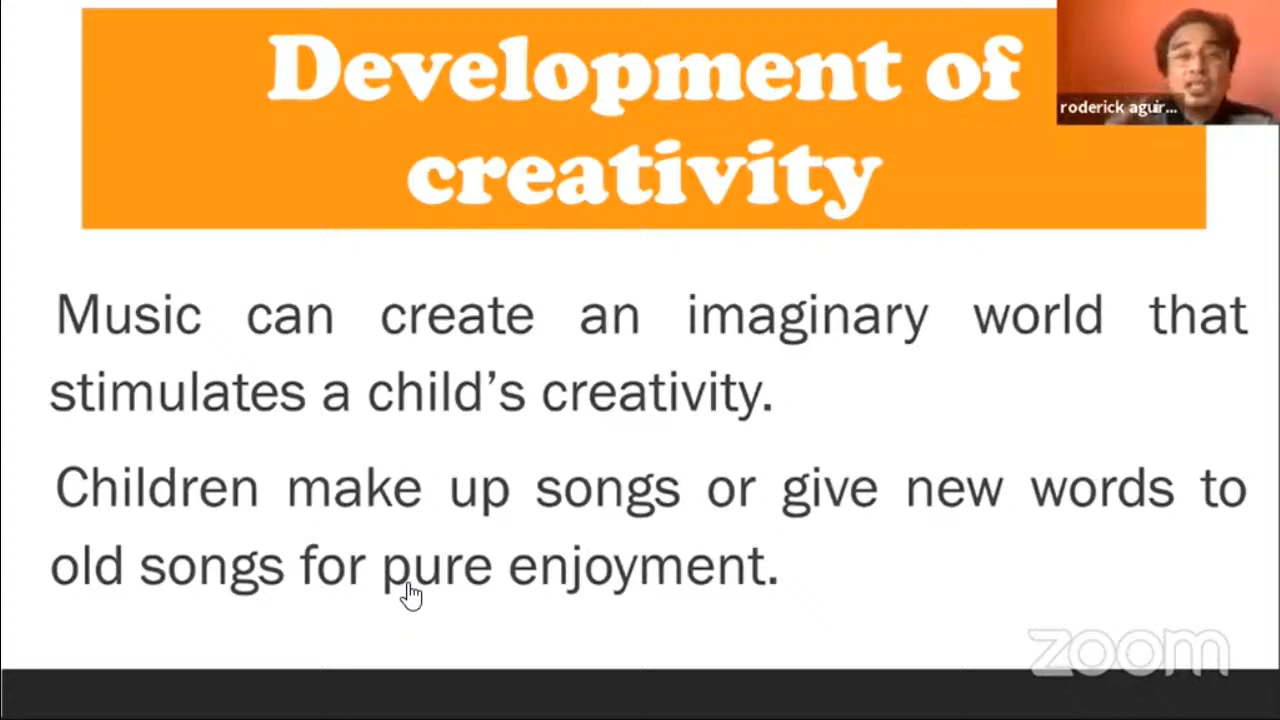 Development of
creativity
roderick aguir...
Music can create an imaginary world that
stimulates a child’s creativity.
Children make up songs or give new words to
old songs for pure enjoyment.
zoom